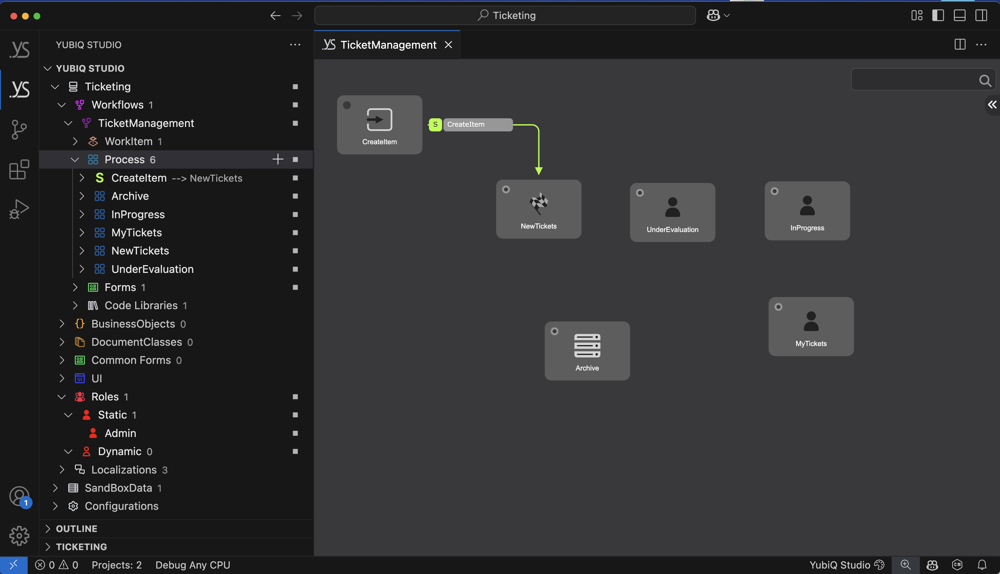 Ticketing
YUBIQ STUDIO
YS TicketManagement
YS
YS
YUBIQ STUDIO
Ticketing
Workflows 1
TicketManagement
WorkItem 1
Process 6
S CreateItem --> NewTickets
Archive
InProgress
MyTickets
NewTickets
UnderEvaluation
Forms 1
Code Libraries 1
BusinessObjects 0
DocumentClasses 0
Common Forms 0
UI UI
Roles 1
Static 1
Admin
Dynamic 0
Localizations 3
SandBoxData 1
Configurations
OUTLINE
TICKETING
1
CreateItem
S CreateItem
NewTickets
UnderEvaluation
InProgress
MyTickets
Archive
0 0 Projects: 2 Debug Any CPU
YubiQ Studio C#